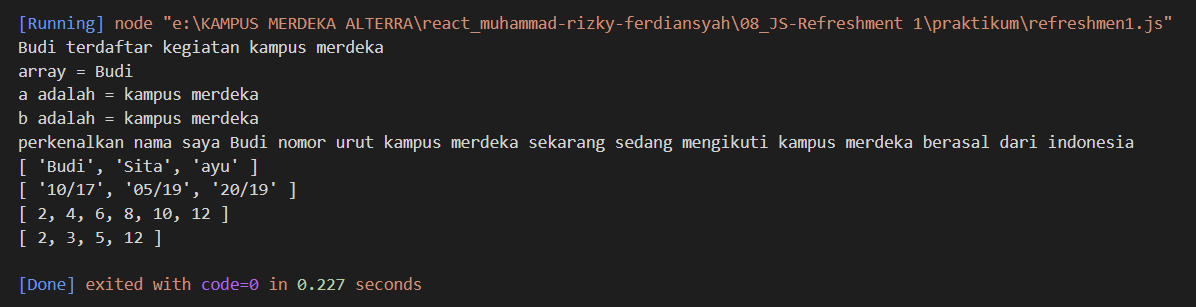 [Running] node "e:\KAMPUS MERDEKA ALTERRA\react_muhammad-rizky-ferdiansyah\08_JS-Refreshment 1\praktikum\refreshmen1.js"
Budi terdaftar kegiatan kampus merdeka
array = Budi
a adalah = kampus merdeka
b adalah = kampus merdeka
perkenalkan nama saya Budi nomor urut kampus merdeka sekarang sedang mengikuti kampus merdeka berasal dari indonesia
[ 'Budi', 'Sita', 'ayu' ]
[ '10/17', '05/19', '20/19' ]
[ 2, 4, 6, 8, 10, 12 ]
[ 2, 3, 5, 12 ]
[Done] exited with code=0 in 0.227 seconds